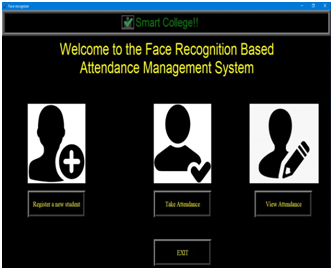 Face recognizer
Smart College!!
Welcome to the Face Recognition Based
Attendance Management System
Register a new student
Take Attendance
View Attendance
EXIT